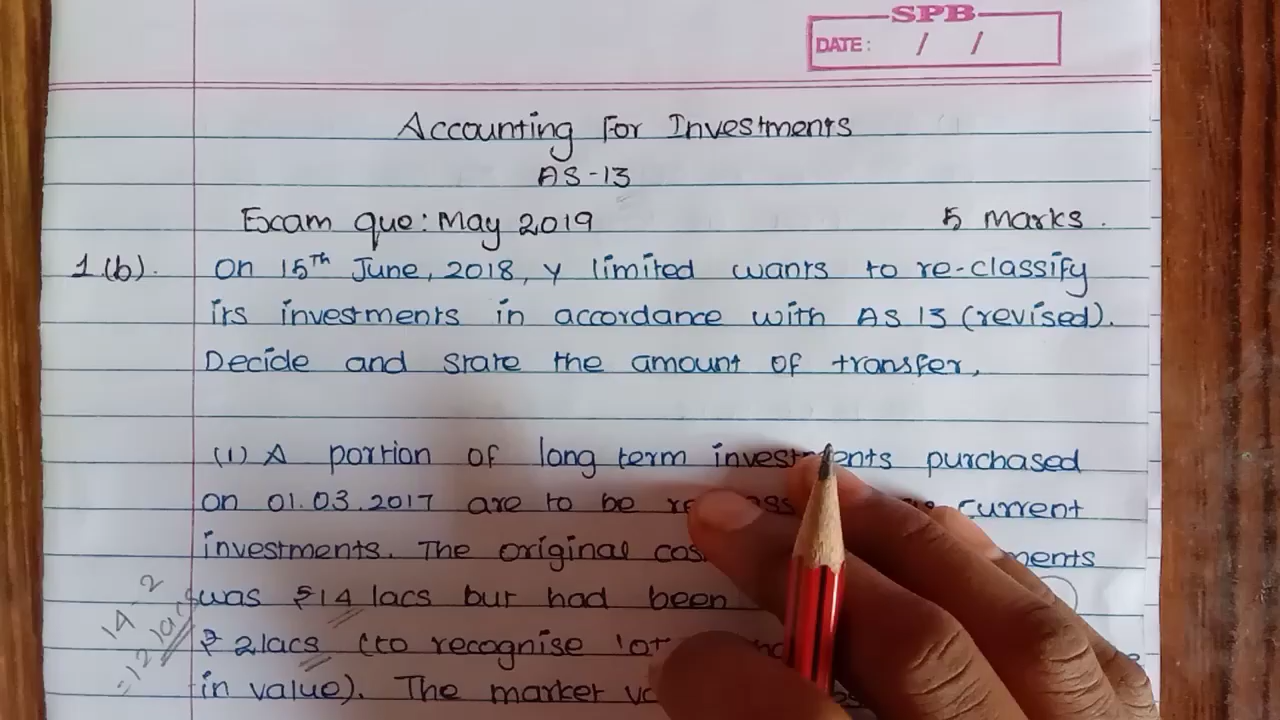 SPB
DATE: / /
Accounting For Investments
AS-13
Exam que: May 2019 5 marks.
1.(b). On 15th June, 2018, Y limited wants to re-classify
its investments in accordance with AS 13 (revised).
Decide and state the amount of transfer,
(1) A portion of long term investments purchased
on 01.03.2017 are to be current
investments. The original
was ₹14 lacs but had been
₹2lacs (to recognise
in value). The market
14 - 2
= 12 lacs